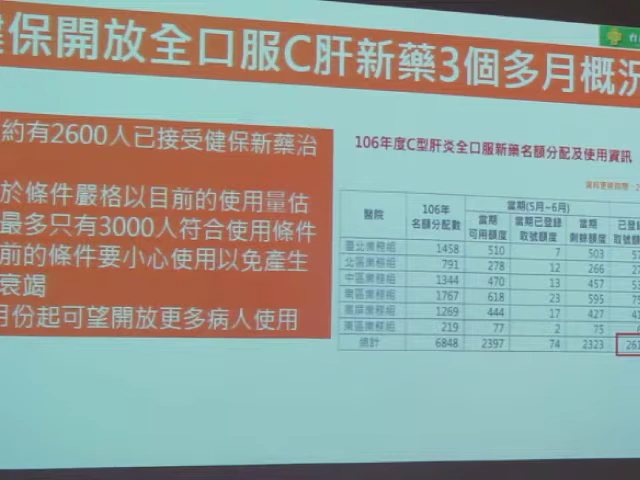 健保開放全口服C肝新藥3個多月概況
約有2600人已接受健保新藥治
於條件嚴格以目前的使用量估
最多只有3000人符合使用條件
前的條件要小心使用以免產生
衰竭
月份起可望開放更多病人使用
106年度C型肝炎全口服新藥名額分配及使用資訊
醫院 106年名額分配數 當期(5月~6月)
當期可用額度 當期已登錄取號額度 當期剩餘額度 已登
臺北業務組 1458 510 7 503
北區業務組 791 278 12 266
中區業務組 1344 470 13 457
南區業務組 1767 618 23 595
高屏業務組 1269 444 17 427
東區業務組 219 77 2 75
總計 6848 2397 74 2323 261